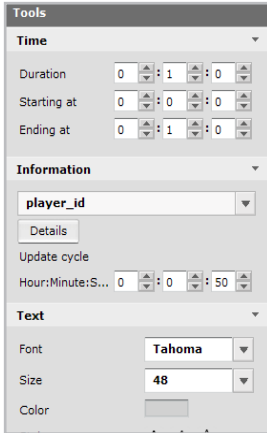 Tools
Time
Duration 0 : 1 : 0
Starting at 0 : 0 : 0
Ending at 0 : 1 : 0
Information
player_id
Details
Update cycle
Hour:Minute:S... 0 : 0 : 50
Text
Font Tahoma
Size 48
Color